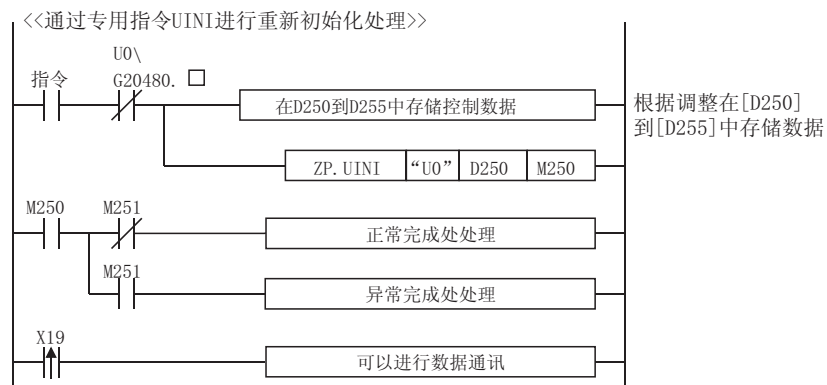 <<通过专用指令UINI进行重新初始化处理>>
U0\
指令 G20480. □
在D250到D255中存储控制数据
根据调整在[D250]
到[D255]中存储数据
ZP.UINI “U0” D250 M250
M250 M251
正常完成处处理
M251
异常完成处处理
X19
可以进行数据通讯